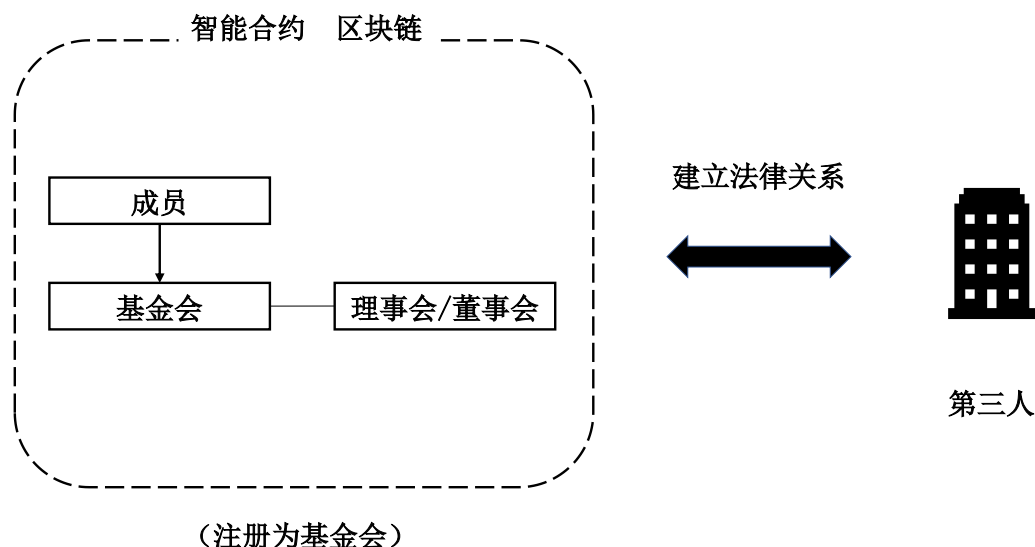 智能合约 区块链
建立法律关系
成员
基金会
理事会/董事会
第三人
（注册为基金会）